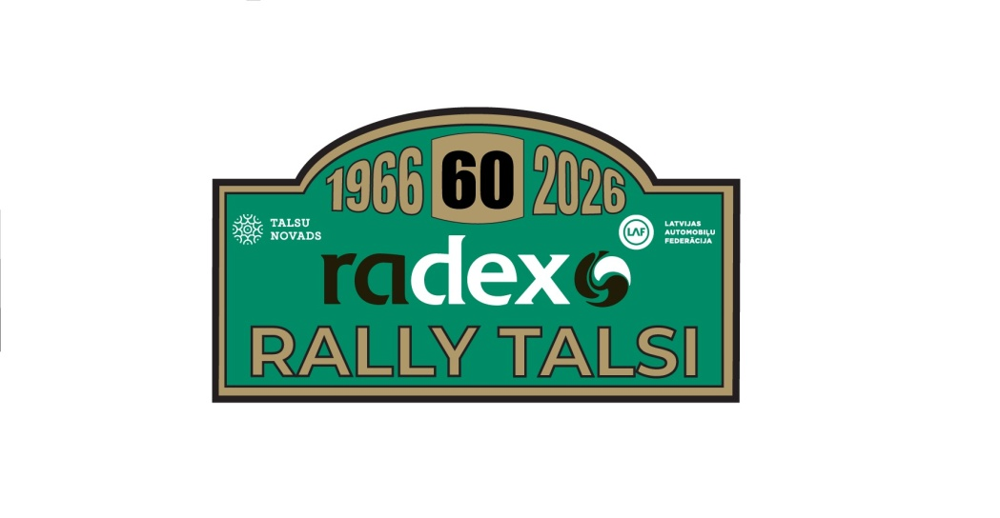 1966 60 2026
TALSU
NOVADS
LAF
LATVIJAS
AUTOMOBIĻU
FEDERĀCIJA
radex
RALLY TALSI